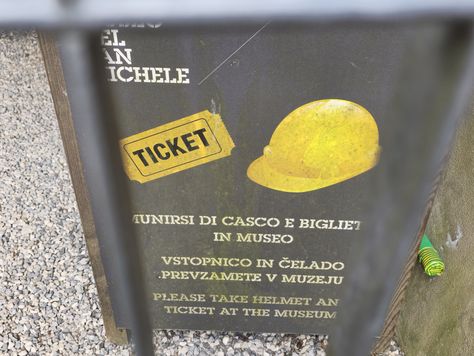 EL
AN
ICHELE
TICKET
MUNIRSI DI CASCO E BIGLIET
IN MUSEO
VSTOPNICO IN ČELADO
PREVZAMETE V MUZEJU
PLEASE TAKE HELMET AN
TICKET AT THE MUSEUM